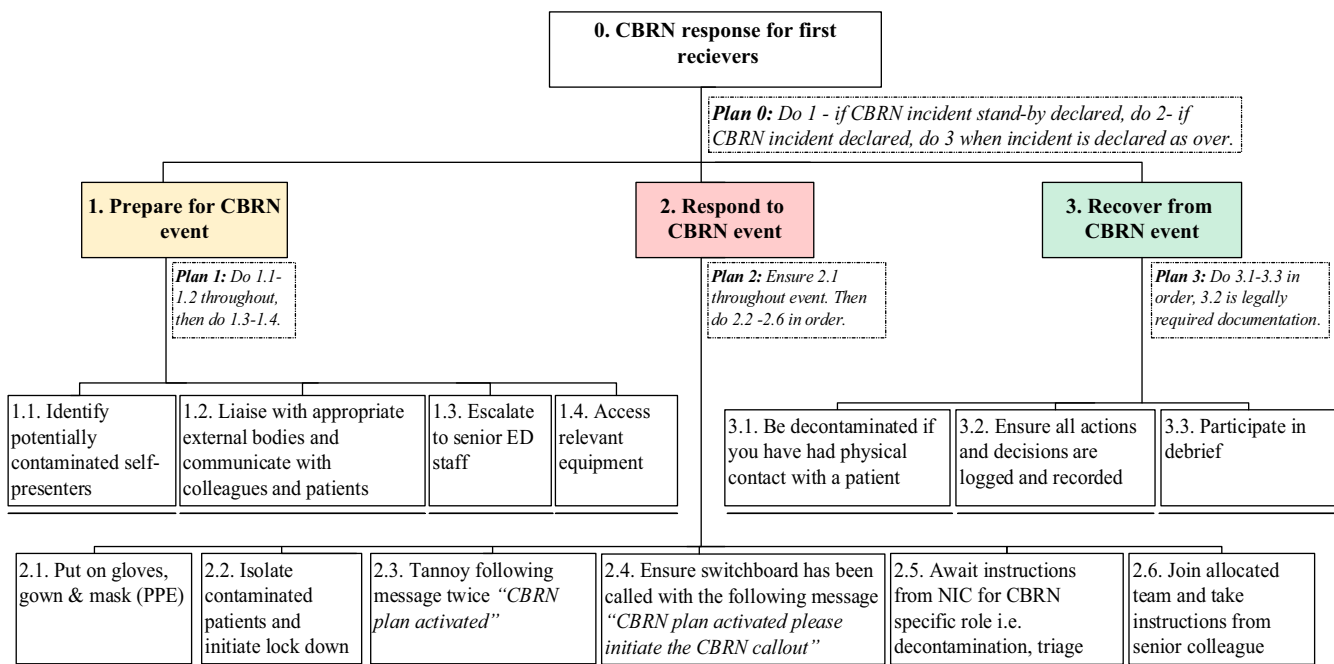 0. CBRN response for first
recievers
Plan 0: Do 1 - if CBRN incident stand-by declared, do 2- if
CBRN incident declared, do 3 when incident is declared as over.
1. Prepare for CBRN
event
2. Respond to
CBRN event
3. Recover from
CBRN event
Plan 1: Do 1.1-
1.2 throughout,
then do 1.3-1.4.
Plan 2: Ensure 2.1
throughout event. Then
do 2.2 -2.6 in order.
Plan 3: Do 3.1-3.3 in
order, 3.2 is legally
required documentation.
1.1. Identify
potentially
contaminated self-
presenters
1.2. Liaise with appropriate
external bodies and
communicate with
colleagues and patients
1.3. Escalate
to senior ED
staff
1.4. Access
relevant
equipment
3.1. Be decontaminated if
you have had physical
contact with a patient
3.2. Ensure all actions
and decisions are
logged and recorded
3.3. Participate in
debrief
2.1. Put on gloves,
gown & mask (PPE)
2.2. Isolate
contaminated
patients and
initiate lock down
2.3. Tannoy following
message twice “CBRN
plan activated”
2.4. Ensure switchboard has been
called with the following message
“CBRN plan activated please
initiate the CBRN callout”
2.5. Await instructions
from NIC for CBRN
specific role i.e.
decontamination, triage
2.6. Join allocated
team and take
instructions from
senior colleague